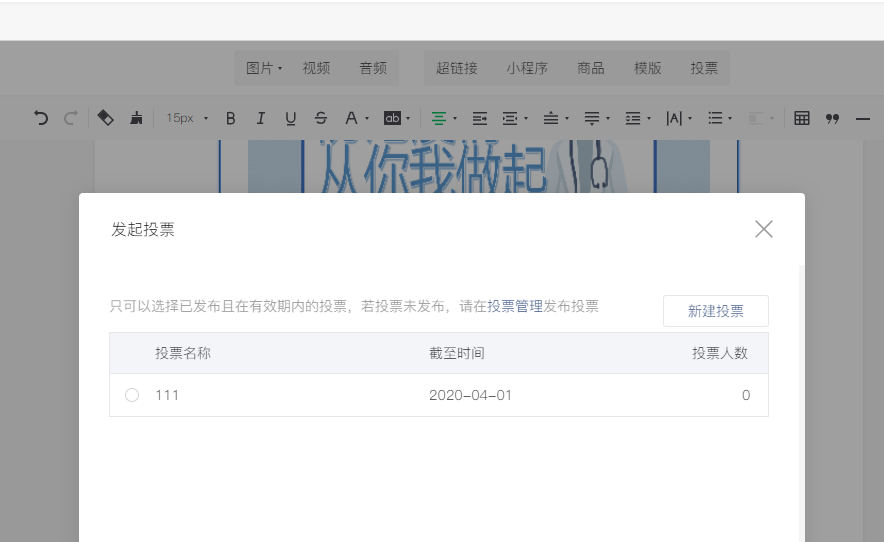 图片 视频 音频 超链接 小程序 商品 模版 投票
15px B I U S A ab A
从你我做起
发起投票
只可以选择已发布且在有效期内的投票，若投票未发布，请在投票管理发布投票
新建投票
投票名称 截至时间 投票人数
111 2020-04-01 0